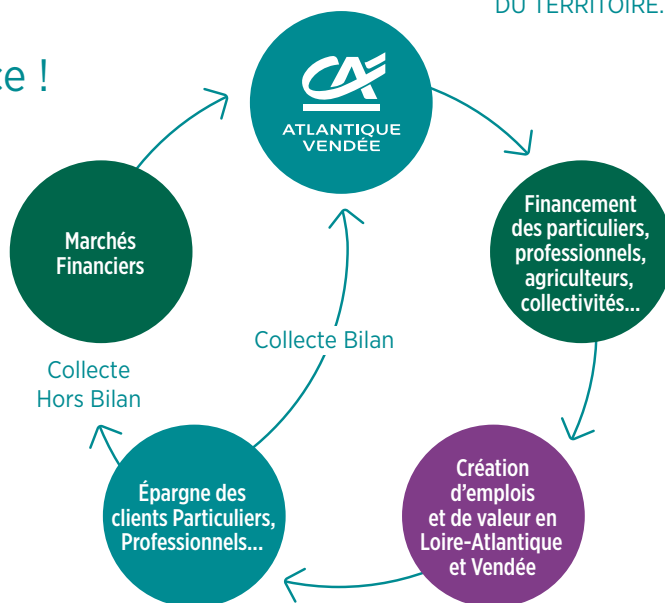 DU TERRITOIRE.
ce !
CA
ATLANTIQUE
VENDÉE
Marchés
Financiers
Financement
des particuliers,
professionnels,
agriculteurs,
collectivités...
Collecte Bilan
Collecte
Hors Bilan
Épargne des
clients Particuliers,
Professionnels...
Création
d'emplois
et de valeur en
Loire-Atlantique
et Vendée